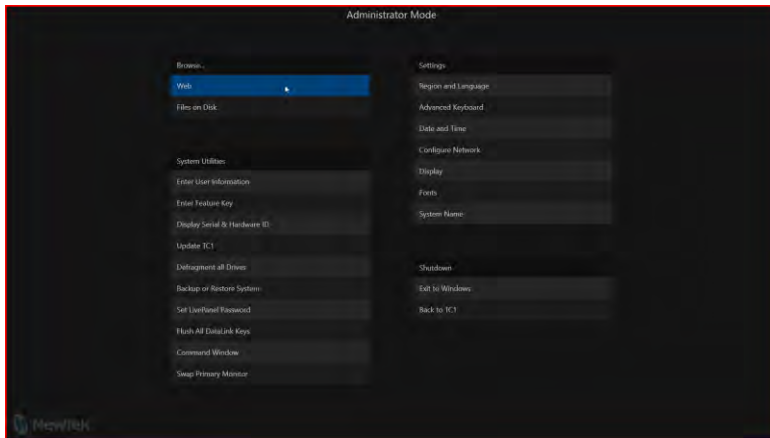 Administrator Mode
Browse...
Web
Files on Disk
System Utilities
Enter User Information
Enter Feature Key
Display Serial & Hardware ID
Update TC1
Defragment all Drives
Backup or Restore System
Set LivePanel Password
Flush All DataLink Keys
Command Window
Swap Primary Monitor
Settings
Region and Language
Advanced Keyboard
Date and Time
Configure Network
Display
Fonts
System Name
Shutdown
Exit to Windows
Back to TC1
NewTek